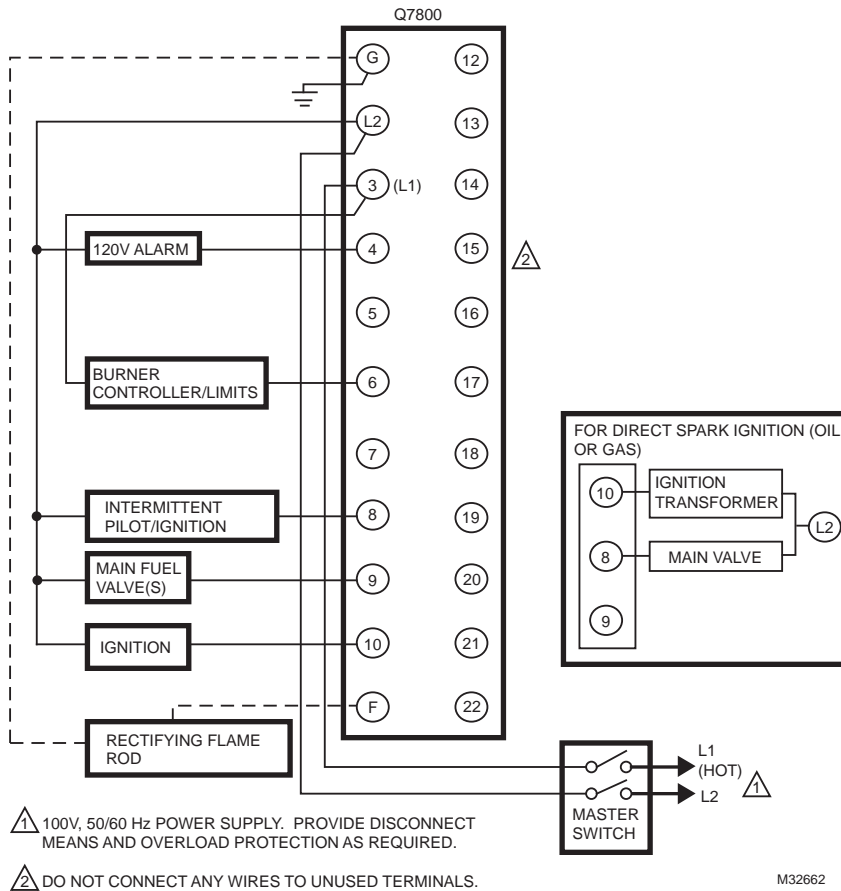 Q7800
G
12
L2
13
3
(L1)
14
120V ALARM
4
15
2
5
16
BURNER
CONTROLLER/LIMITS
6
17
7
18
INTERMITTENT
PILOT/IGNITION
8
19
MAIN FUEL
VALVE(S)
9
20
IGNITION
10
21
F
22
RECTIFYING FLAME
ROD
FOR DIRECT SPARK IGNITION (OIL
OR GAS)
10
IGNITION
TRANSFORMER
L2
8
MAIN VALVE
9
L1
(HOT)
1
L2
MASTER
SWITCH
1 100V, 50/60 Hz POWER SUPPLY. PROVIDE DISCONNECT
MEANS AND OVERLOAD PROTECTION AS REQUIRED.
2 DO NOT CONNECT ANY WIRES TO UNUSED TERMINALS.
M32662